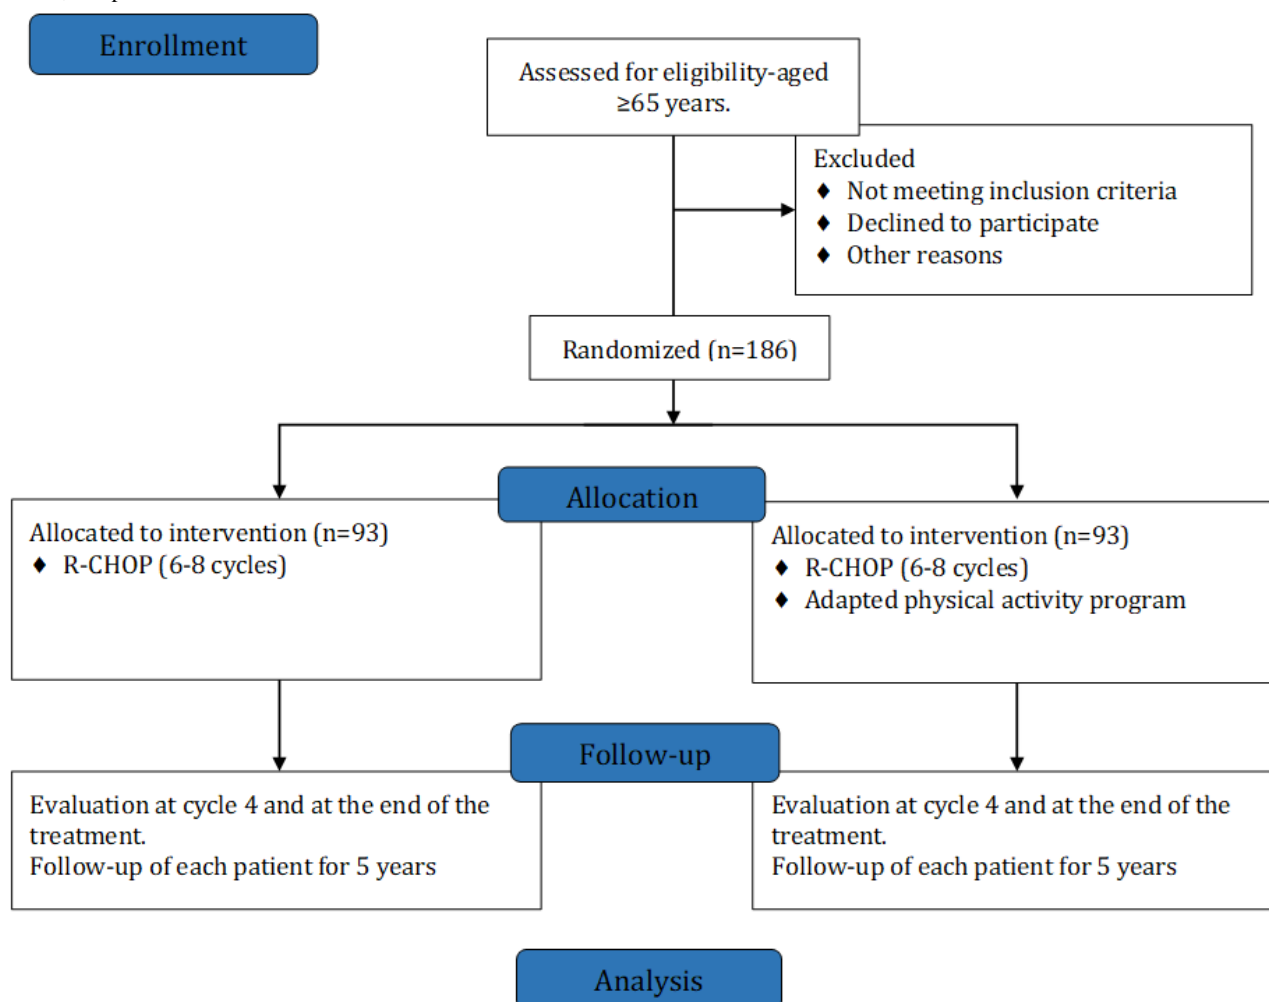 Enrollment
Assessed for eligibility-aged
≥65 years.
Excluded
♦ Not meeting inclusion criteria
♦ Declined to participate
♦ Other reasons
Randomized (n=186)
Allocation
Allocated to intervention (n=93)
♦ R-CHOP (6-8 cycles)
Allocated to intervention (n=93)
♦ R-CHOP (6-8 cycles)
♦ Adapted physical activity program
Follow-up
Evaluation at cycle 4 and at the end of the
treatment.
Follow-up of each patient for 5 years
Evaluation at cycle 4 and at the end of the
treatment.
Follow-up of each patient for 5 years
Analysis